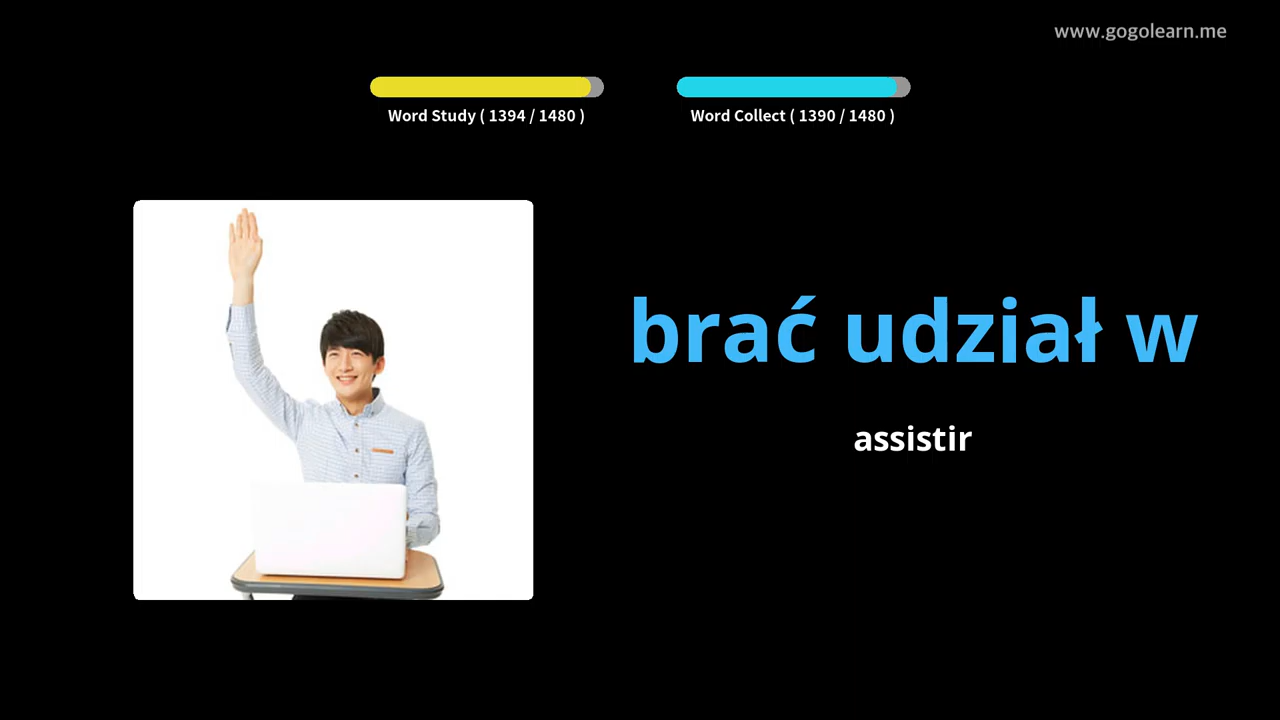 www.gogolearn.me
Word Study ( 1394 / 1480 )
Word Collect ( 1390 / 1480 )
brać udział w
assistir